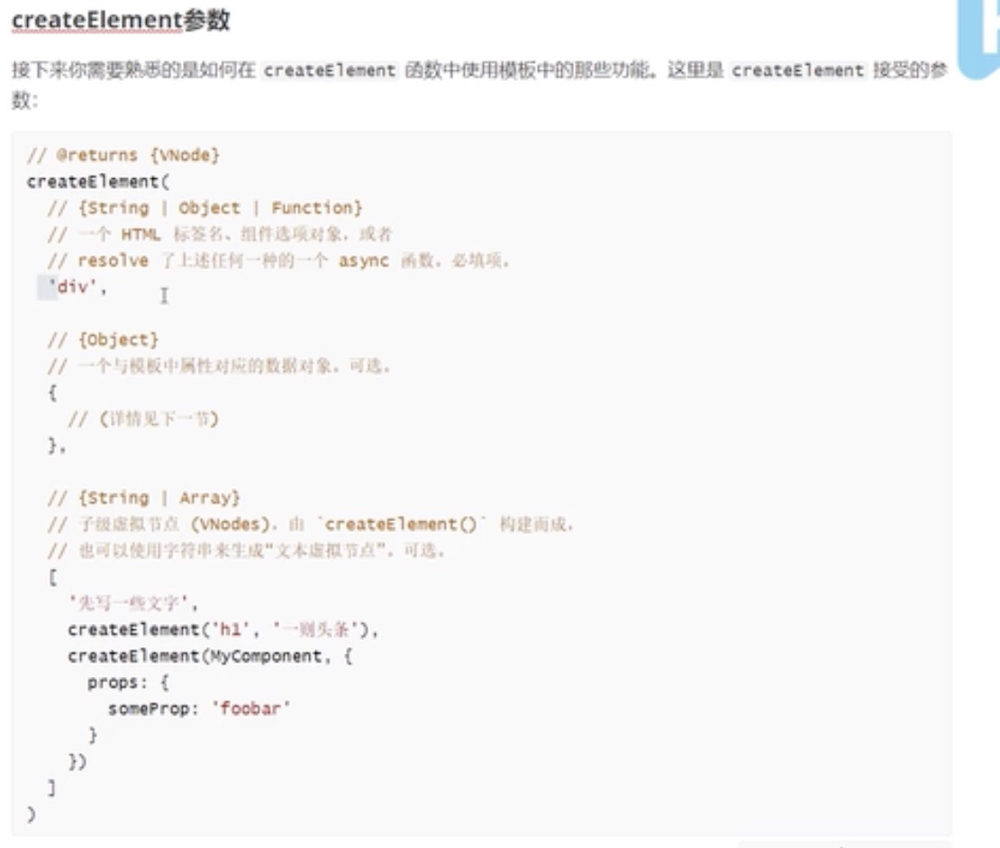 createElement参数
接下来你需要熟悉的是如何在 createElement 函数中使用模板中的那些功能。这里是 createElement 接受的参
数：
// @returns {VNode}
createElement(
  // {String | Object | Function}
  // 一个 HTML 标签名、组件选项对象，或者
  // resolve 了上述任何一种的一个 async 函数。必填项。
  'div',
  // {Object}
  // 一个与模板中属性对应的数据对象。可选。
  {
    // (详情见下一节)
  },
  // {String | Array}
  // 子级虚拟节点 (VNodes)，由 `createElement()` 构建而成，
  // 也可以使用字符串来生成“文本虚拟节点”。可选。
  [
    '先写一些文字',
    createElement('h1', '一则头条'),
    createElement(MyComponent, {
      props: {
        someProp: 'foobar'
      }
    })
  ]
)